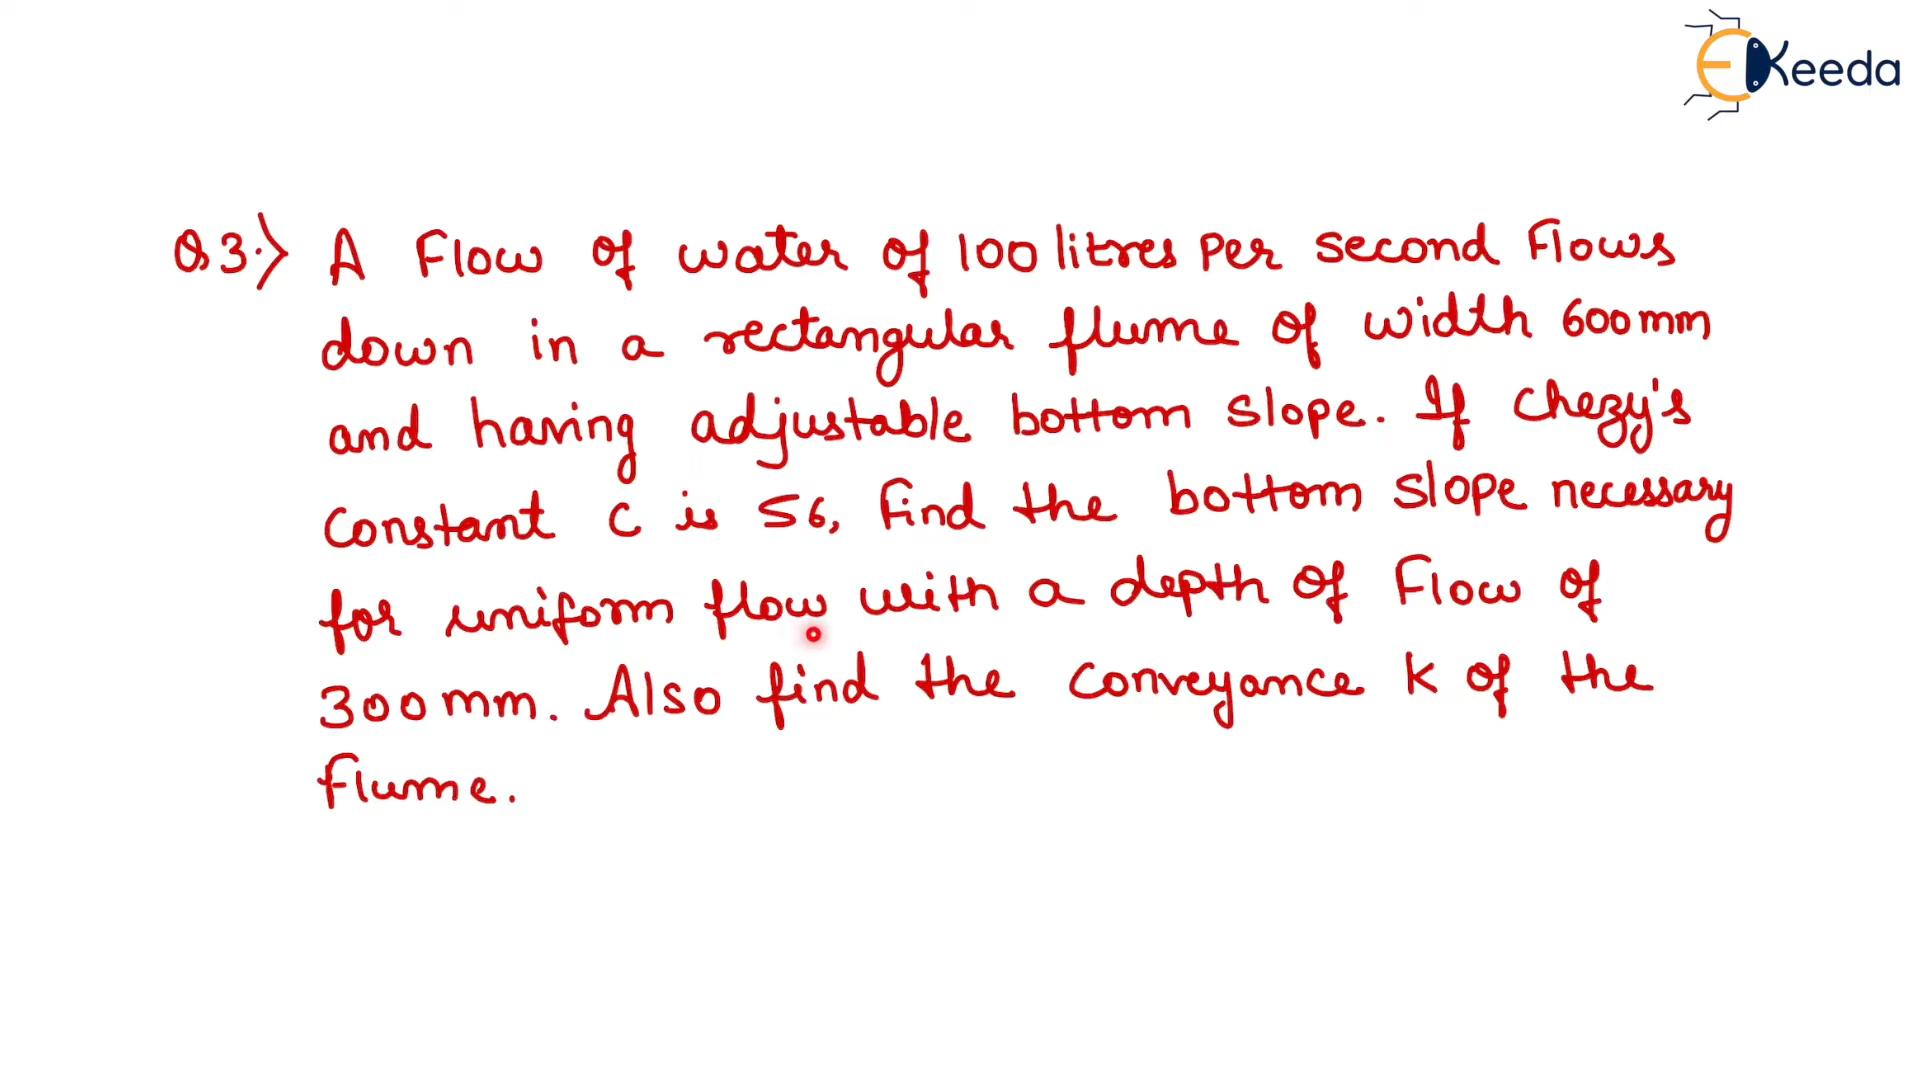 EKeeda
Q.3.) A Flow of water of 100 litres Per second Flows
down in a rectangular flume of width 600mm
and having adjustable bottom slope. If chezy's
constant c is 56, find the bottom slope necessary
for uniform flow with a depth of Flow of
300mm. Also find the conveyance k of the
flume.